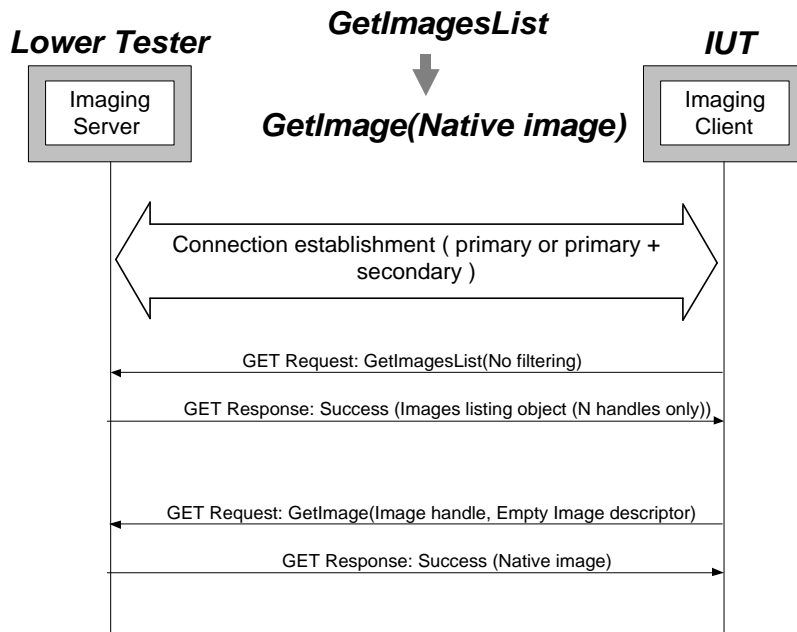 GetImagesList
Lower Tester
IUT
Imaging
Server
Imaging
Client
GetImage(Native image)
Connection establishment ( primary or primary +
secondary )
GET Request: GetImagesList(No filtering)
GET Response: Success (Images listing object (N handles only))
GET Request: GetImage(Image handle, Empty Image descriptor)
GET Response: Success (Native image)